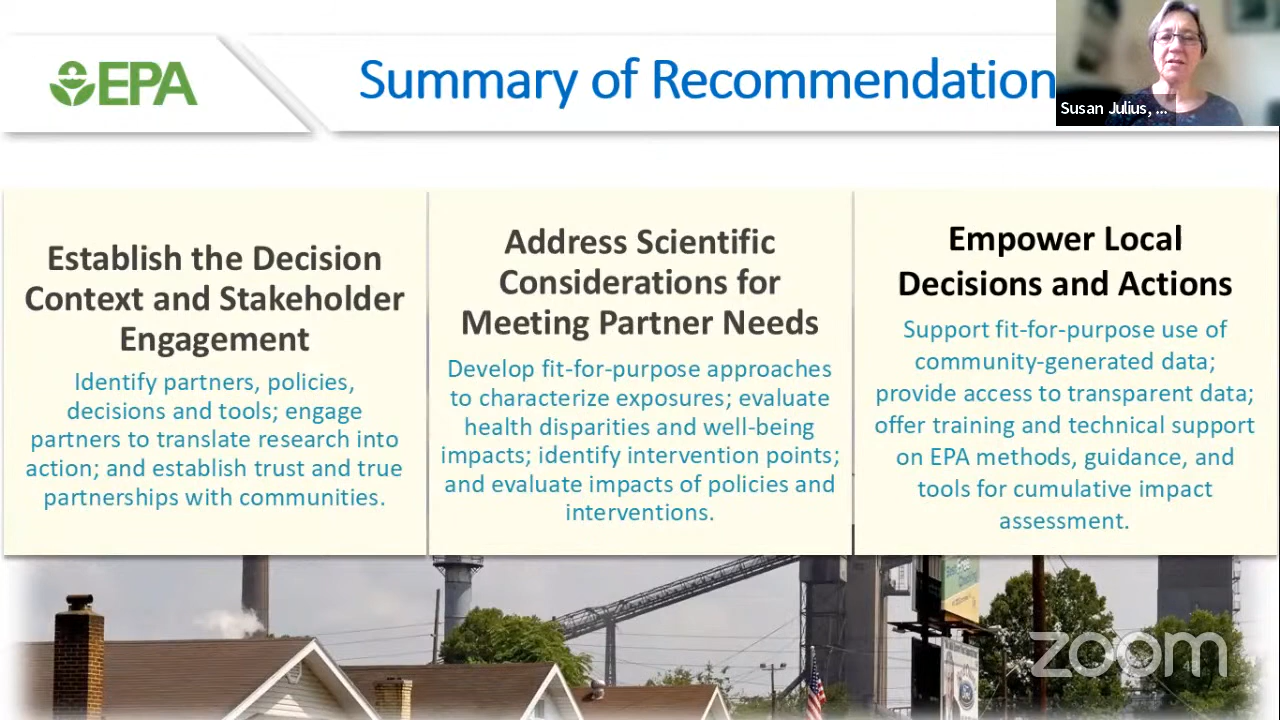 EPA
Summary of Recommendation
Susan Julius, ...
Establish the Decision
Context and Stakeholder
Engagement
Identify partners, policies,
decisions and tools; engage
partners to translate research into
action; and establish trust and true
partnerships with communities.
Address Scientific
Considerations for
Meeting Partner Needs
Develop fit-for-purpose approaches
to characterize exposures; evaluate
health disparities and well-being
impacts; identify intervention points;
and evaluate impacts of policies and
interventions.
Empower Local
Decisions and Actions
Support fit-for-purpose use of
community-generated data;
provide access to transparent data;
offer training and technical support
on EPA methods, guidance, and
tools for cumulative impact
assessment.
Ford
zoom